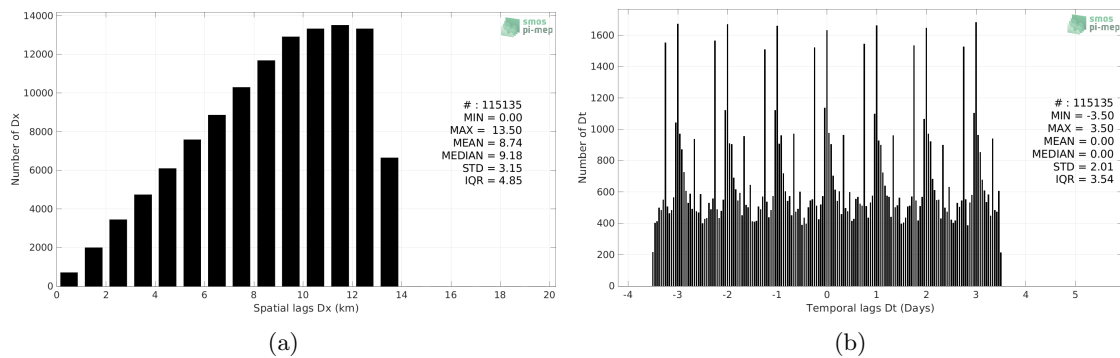 14000
12000
10000
8000
6000
4000
2000
0
Number of Dx
smos
pi-mep
# : 115135
MIN = 0.00
MAX = 13.50
MEAN = 8.74
MEDIAN = 9.18
STD = 3.15
IQR = 4.85
0 2 4 6 8 10 12 14 16 18 20
Spatial lags Dx (km)
(a)
1600
1400
1200
1000
800
600
400
200
0
Number of Dt
smos
pi-mep
# : 115135
MIN = -3.50
MAX = 3.50
MEAN = 0.00
MEDIAN = 0.00
STD = 2.01
IQR = 3.54
-4 -3 -2 -1 0 1 2 3 4 5
Temporal lags Dt (Days)
(b)